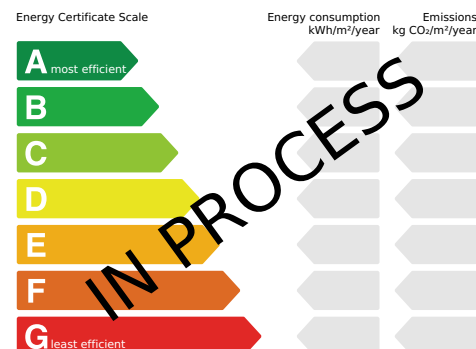 Energy Certificate Scale
Energy consumption
kWh/m²/year
Emissions
kg CO₂/m²/year
A most efficient
B
C
D
E
F
G least efficient
IN PROCESS